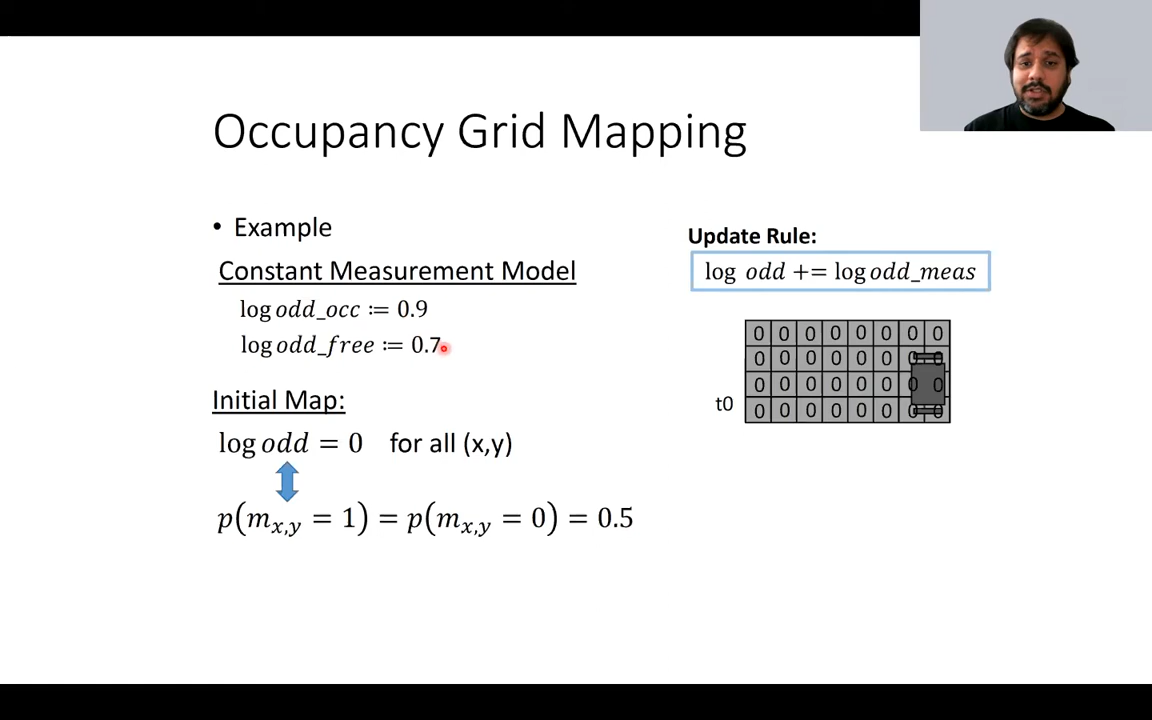 Occupancy Grid Mapping
• Example
Constant Measurement Model
log odd_occ := 0.9
log odd_free := 0.7
Initial Map:
log odd = 0 for all (x,y)
p(m_{x,y} = 1) = p(m_{x,y} = 0) = 0.5
Update Rule:
log odd += log odd_meas
0 0 0 0 0 0 0 0
0 0 0 0 0 0 0 0
0 0 0 0 0 0 0 0
t0 0 0 0 0 0 0 0 0